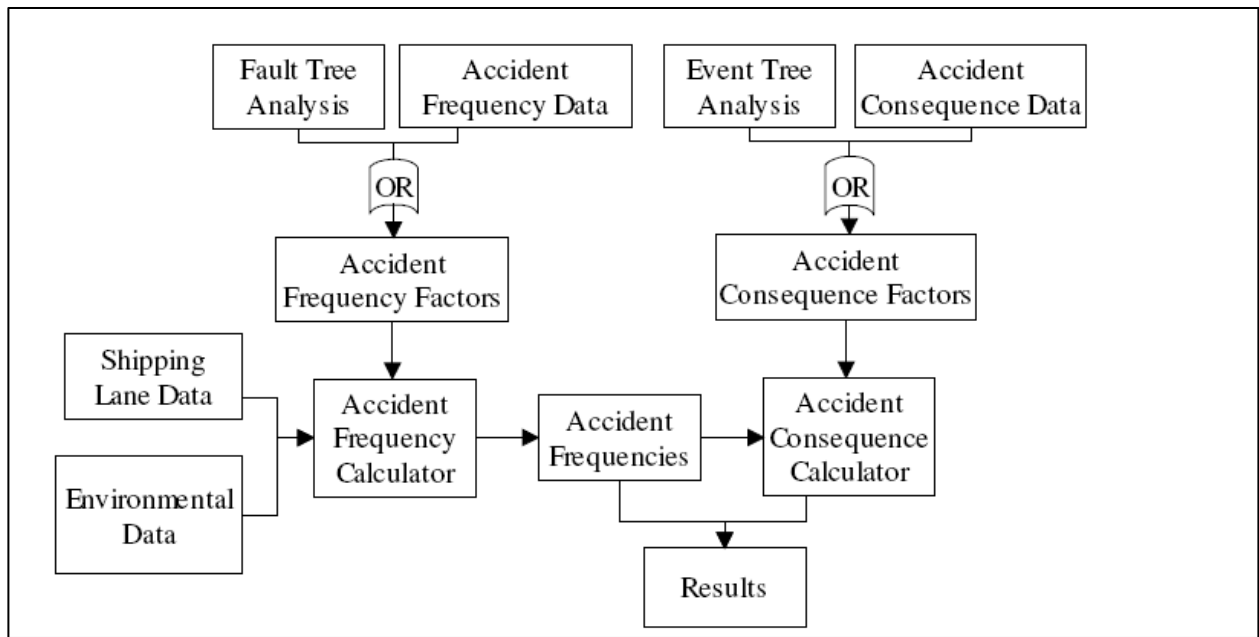 Fault Tree
Analysis
Accident
Frequency Data
Event Tree
Analysis
Accident
Consequence Data
OR
OR
Accident
Frequency Factors
Accident
Consequence Factors
Shipping
Lane Data
Environmental
Data
Accident
Frequency
Calculator
Accident
Frequencies
Accident
Consequence
Calculator
Results